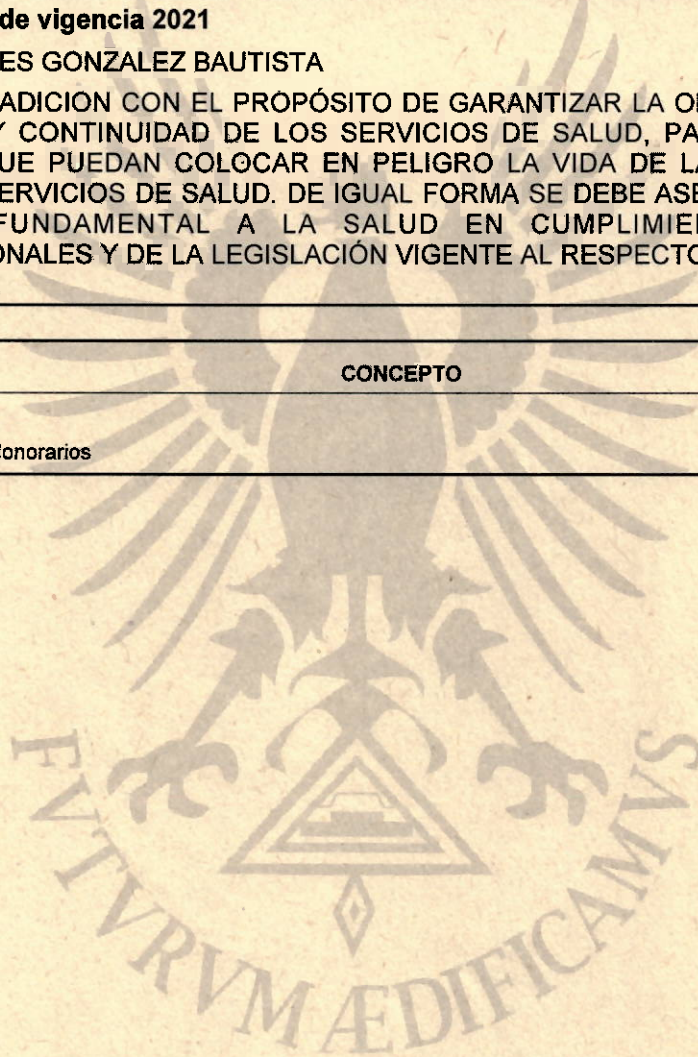 de vigencia 2021
ES GONZALEZ BAUTISTA
ADICION CON EL PROPÓSITO DE GARANTIZAR LA O
Y CONTINUIDAD DE LOS SERVICIOS DE SALUD, PA
UE PUEDAN COLOCAR EN PELIGRO LA VIDA DE LA
ERVICIOS DE SALUD. DE IGUAL FORMA SE DEBE ASE
FUNDAMENTAL A LA SALUD EN CUMPLIMIE
ONALES Y DE LA LEGISLACIÓN VIGENTE AL RESPECTO
CONCEPTO
onorarios
FVTVRVM ÆDIFICAMVS